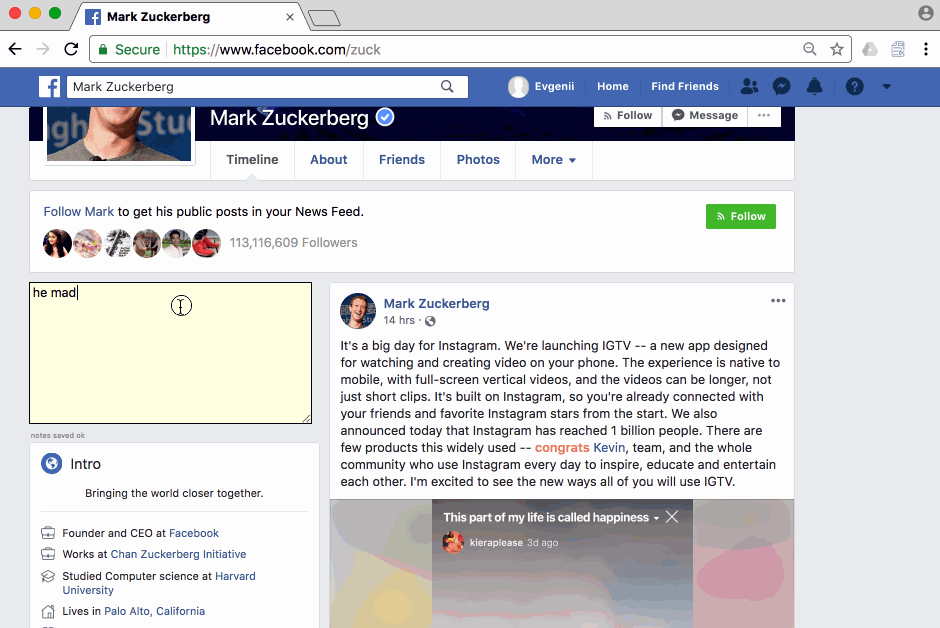 Mark Zuckerberg
Secure https://www.facebook.com/zuck
Mark Zuckerberg
Evgenii Home Find Friends
Mark Zuckerberg
Follow Message
Timeline About Friends Photos More
Follow Mark to get his public posts in your News Feed.
113,116,609 Followers
Follow
he mad
notes saved ok
Intro
Bringing the world closer together.
Founder and CEO at Facebook
Works at Chan Zuckerberg Initiative
Studied Computer science at Harvard
University
Lives in Palo Alto, California
Mark Zuckerberg
14 hrs ·
It's a big day for Instagram. We're launching IGTV -- a new app designed
for watching and creating video on your phone. The experience is native to
mobile, with full-screen vertical videos, and the videos can be longer, not
just short clips. It's built on Instagram, so you're already connected with
your friends and favorite Instagram stars from the start. We also
announced today that Instagram has reached 1 billion people. There are
few products this widely used -- congrats Kevin, team, and the whole
community who use Instagram every day to inspire, educate and entertain
each other. I'm excited to see the new ways all of you will use IGTV.
This part of my life is called happiness
kieraplease 3d ago